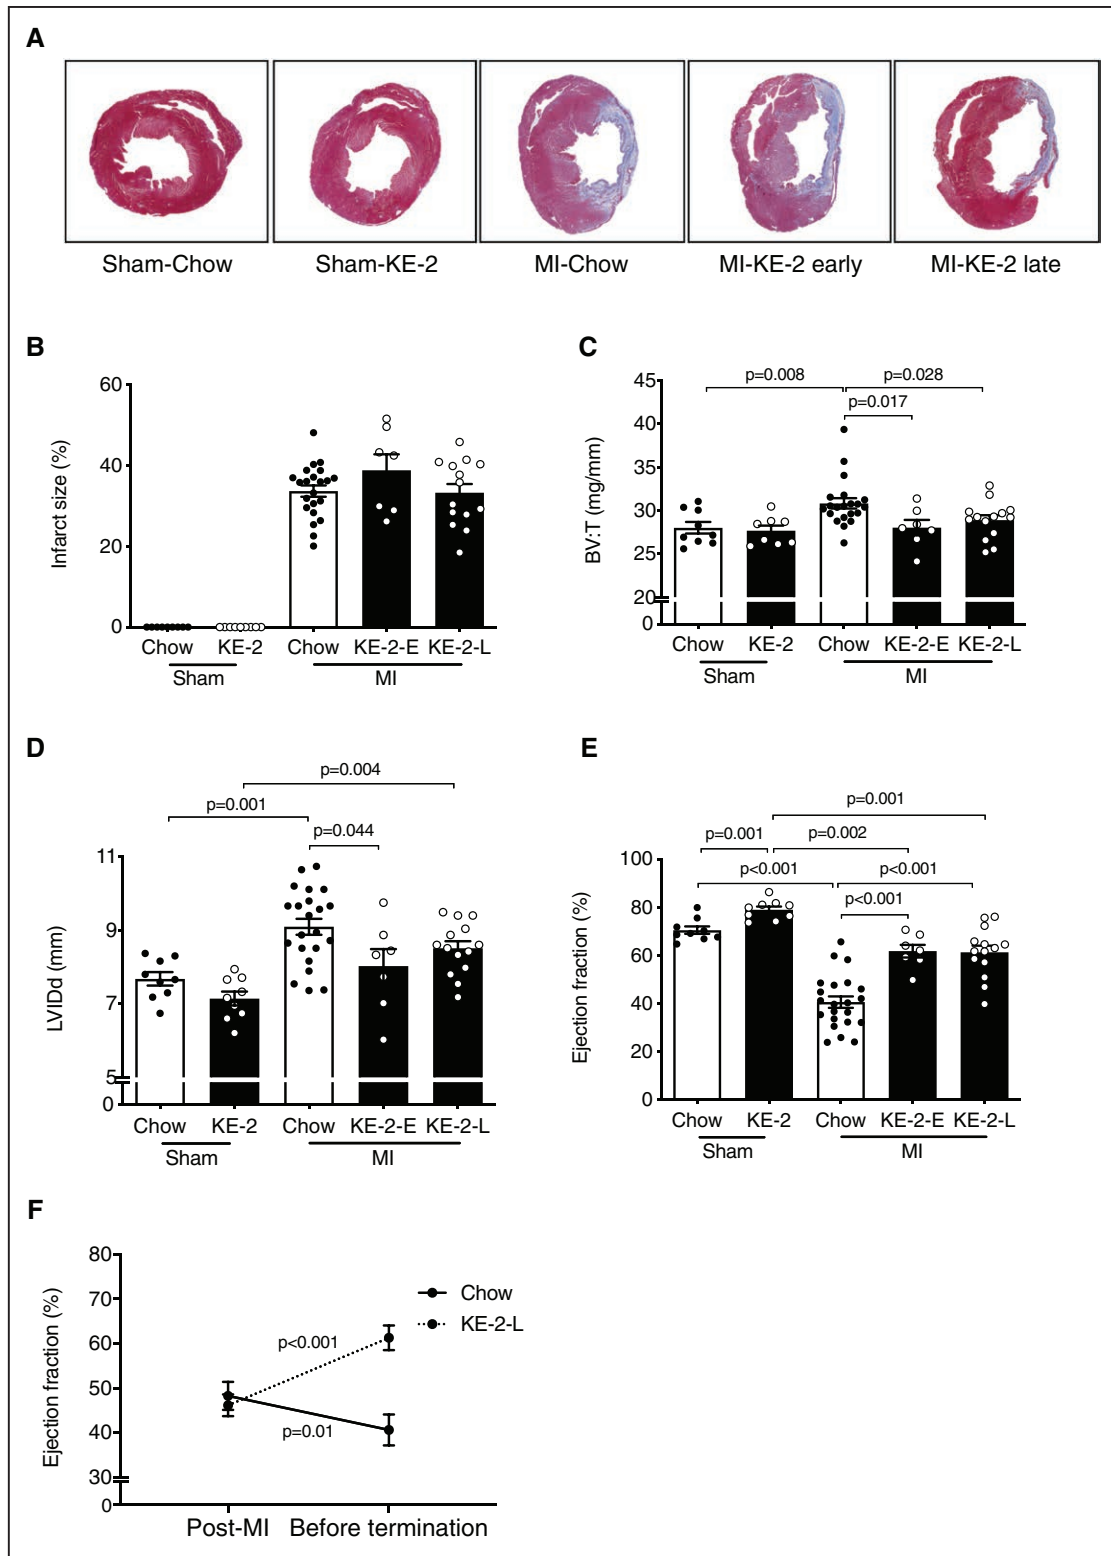 A
Sham-Chow Sham-KE-2 MI-Chow MI-KE-2 early MI-KE-2 late
B
Infarct size (%)
60
40
20
0
Chow KE-2 Chow KE-2-E KE-2-L
Sham MI
C
BV:T (mg/mm)
p=0.008 p=0.028
p=0.017
45
40
35
30
25
20
0
Chow KE-2 Chow KE-2-E KE-2-L
Sham MI
D
LVIDd (mm)
p=0.004
p=0.001
p=0.044
11
9
7
5
0
Chow KE-2 Chow KE-2-E KE-2-L
Sham MI
E
Ejection fraction (%)
p=0.001
p=0.001 p=0.002
p<0.001 p<0.001
p<0.001
100
80
60
40
20
0
Chow KE-2 Chow KE-2-E KE-2-L
Sham MI
F
Ejection fraction (%)
80
70
60
50
40
30
0
Chow
KE-2-L
p<0.001
p=0.01
Post-MI Before termination